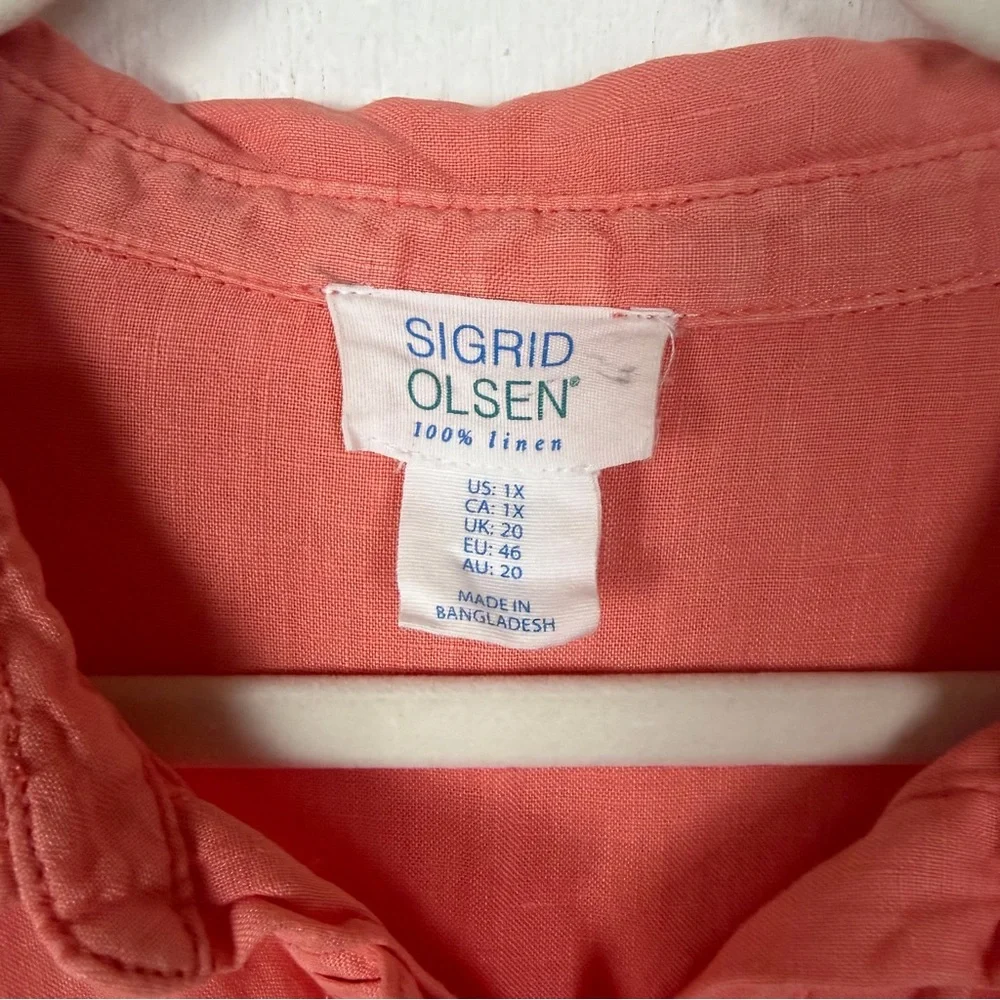 SIGRID
OLSEN®
100% linen
US: 1X
CA: 1X
UK: 20
EU: 46
AU: 20
MADE IN
BANGLADESH